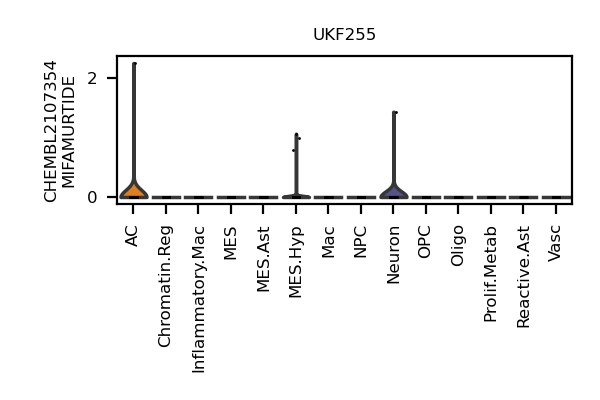 UKF255
CHEMBL2107354
MIFAMURTIDE
2
0
AC
Chromatin.Reg
Inflammatory.Mac
MES
MES.Ast
MES.Hyp
Mac
NPC
Neuron
OPC
Oligo
Prolif.Metab
Reactive.Ast
Vasc